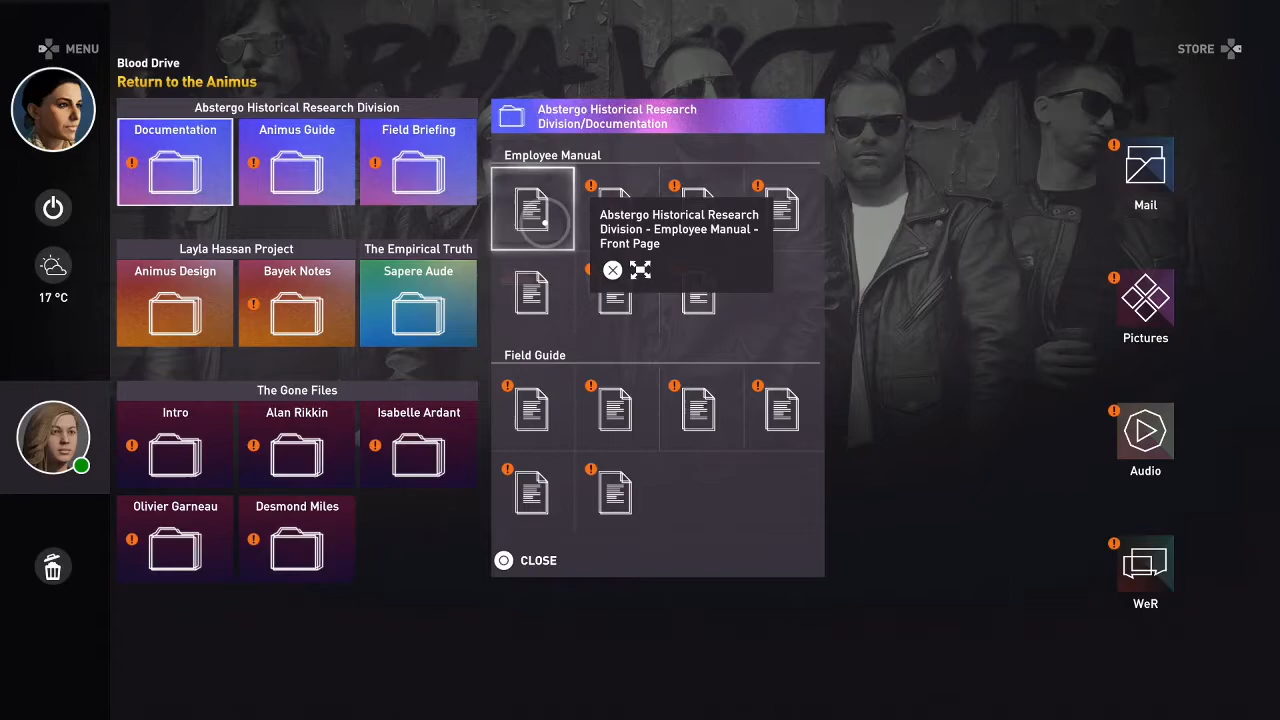 MENU
STORE
Blood Drive
Return to the Animus
Abstergo Historical Research Division
Documentation
Animus Guide
Field Briefing
Layla Hassan Project
The Empirical Truth
Animus Design
Bayek Notes
Sapere Aude
The Gone Files
Intro
Alan Rikkin
Isabelle Ardant
Olivier Garneau
Desmond Miles
17 °C
Abstergo Historical Research
Division/Documentation
Employee Manual
Abstergo Historical Research
Division - Employee Manual -
Front Page
Field Guide
CLOSE
Mail
Pictures
Audio
WeR